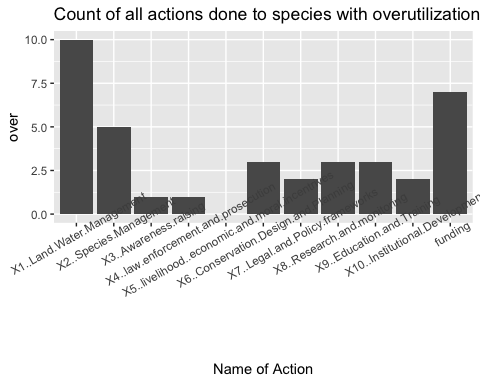 Count of all actions done to species with overutilization
over
10.0
7.5
5.0
2.5
0.0
X1..Land.Water.Management
X2..Species.Management
X3..Awareness.raising
X4..law.enforcement.and.prosecution
X5..livelihood..economic.and.moral.incentives
X6..Conservation.Design.and.Planning
X7..Legal.and.Policy.frameworks
X8..Research.and.monitoring
X9..Education.and.Training
X10..Institutional.Developmen
funding
Name of Action